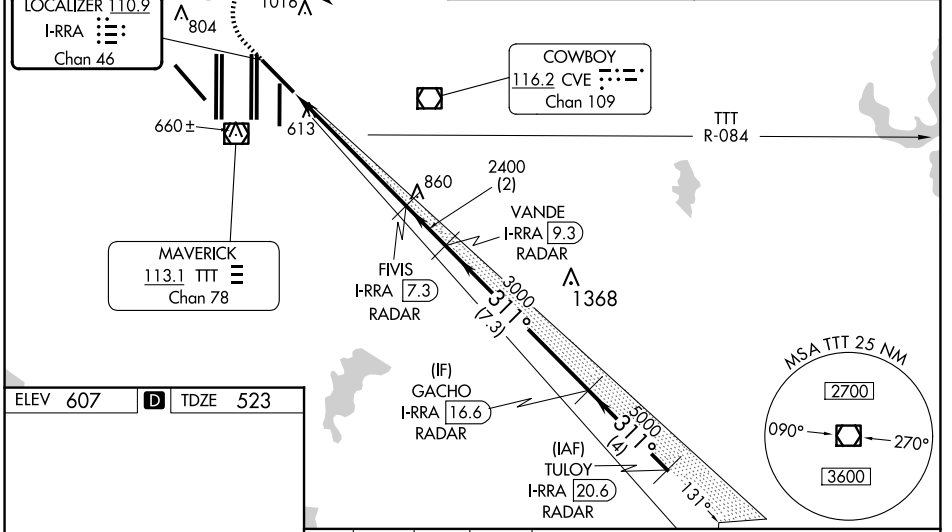 LOCALIZER 110.9
I-RRA
Chan 46
804
1016
COWBOY
116.2 CVE
Chan 109
TTT
R-084
660±
613
860
2400
(2)
VANDE
I-RRA 9.3
RADAR
MAVERICK
113.1 TTT
Chan 78
FIVIS
I-RRA 7.3
RADAR
3000
311°
(7.3)
1368
(IF)
GACHO
I-RRA 16.6
RADAR
5000
311°
(4)
(IAF)
TULOY
I-RRA 20.6
RADAR
131°
MSA TTT 25 NM
2700
090°
270°
3600
ELEV 607 D TDZE 523